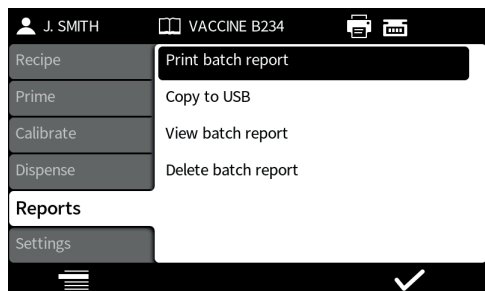 J. SMITH
VACCINE B234
Recipe
Prime
Calibrate
Dispense
Reports
Settings
Print batch report
Copy to USB
View batch report
Delete batch report